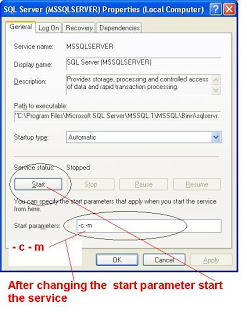 SQL Server (MSSQLSERVER) Properties (Local Computer)
General Log On Recovery Dependencies
Service name: MSSQLSERVER
Display name: SQL Server (MSSQLSERVER)
Description: Provides storage, processing and controlled access
of data and rapid transaction processing.
Path to executable:
"C:\Program Files\Microsoft SQL Server\MSSQL.1\MSSQL\Binn\sqlservr.
Startup type: Automatic
Service status: Stopped
Start Stop Pause Resume
You can specify the start parameters that apply when you start the service
from here.
Start parameters: -c -m
- c - m
OK Cancel Apply
After changing the start parameter start
the service